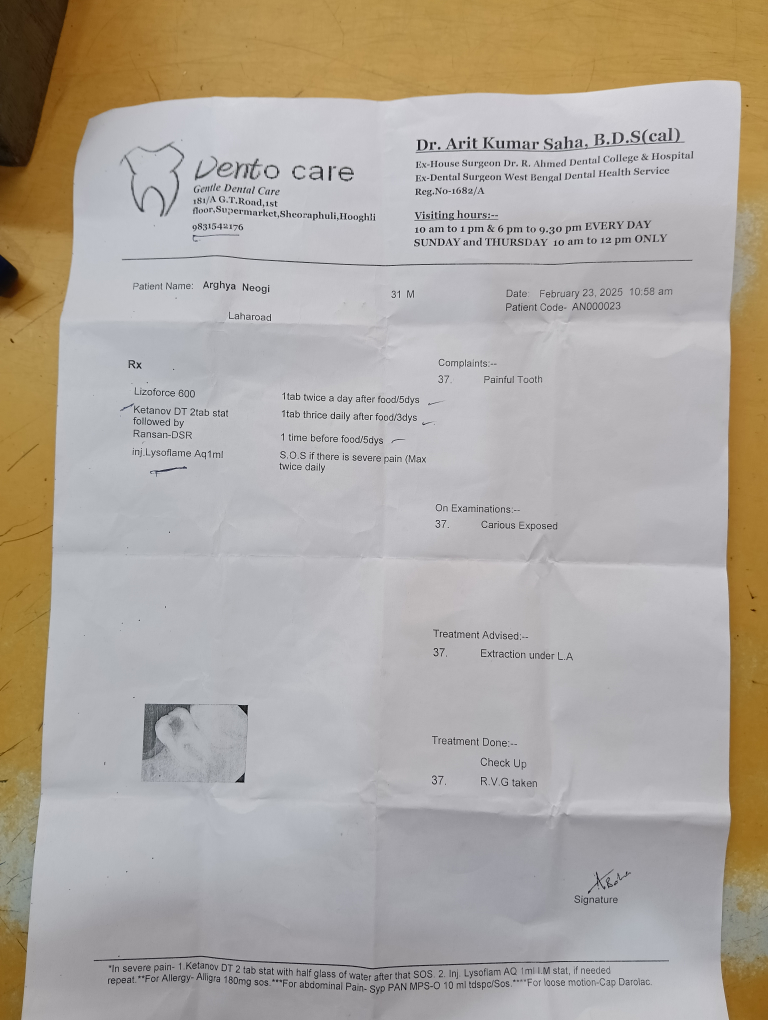 Dento care
Gentle Dental Care
181/A G.T.Road,1st
floor,Supermarket,Sheoraphuli,Hooghli
9831542176
Dr. Arit Kumar Saha, B.D.S(cal)
Ex-House Surgeon Dr. R. Ahmed Dental College & Hospital
Ex-Dental Surgeon West Bengal Dental Health Service
Reg.No-1682/A
Visiting hours:--
10 am to 1 pm & 6 pm to 9.30 pm EVERY DAY
SUNDAY and THURSDAY 10 am to 12 pm ONLY
Patient Name: Arghya Neogi
31 M
Date: February 23, 2025 10:58 am
Patient Code- AN000023
Laharoad
Rx
Lizoforce 600 1tab twice a day after food/5dys
Ketanov DT 2tab stat 1tab thrice daily after food/3dys
followed by
Ransan-DSR 1 time before food/5dys
inj.Lysoflame Aq1ml S.O.S if there is severe pain (Max
twice daily
Complaints:--
37. Painful Tooth
On Examinations:--
37. Carious Exposed
Treatment Advised:--
37. Extraction under L.A
Treatment Done:--
Check Up
37. R.V.G taken
Signature
*In severe pain- 1.Ketanov DT 2 tab stat with half glass of water after that SOS. 2. Inj. Lysoflam AQ 1ml I.M stat, if needed
repeat.**For Allergy- Alligra 180mg sos.***For abdominal Pain- Syp PAN MPS-O 10 ml tdspc/Sos.****For loose motion-Cap Darolac.